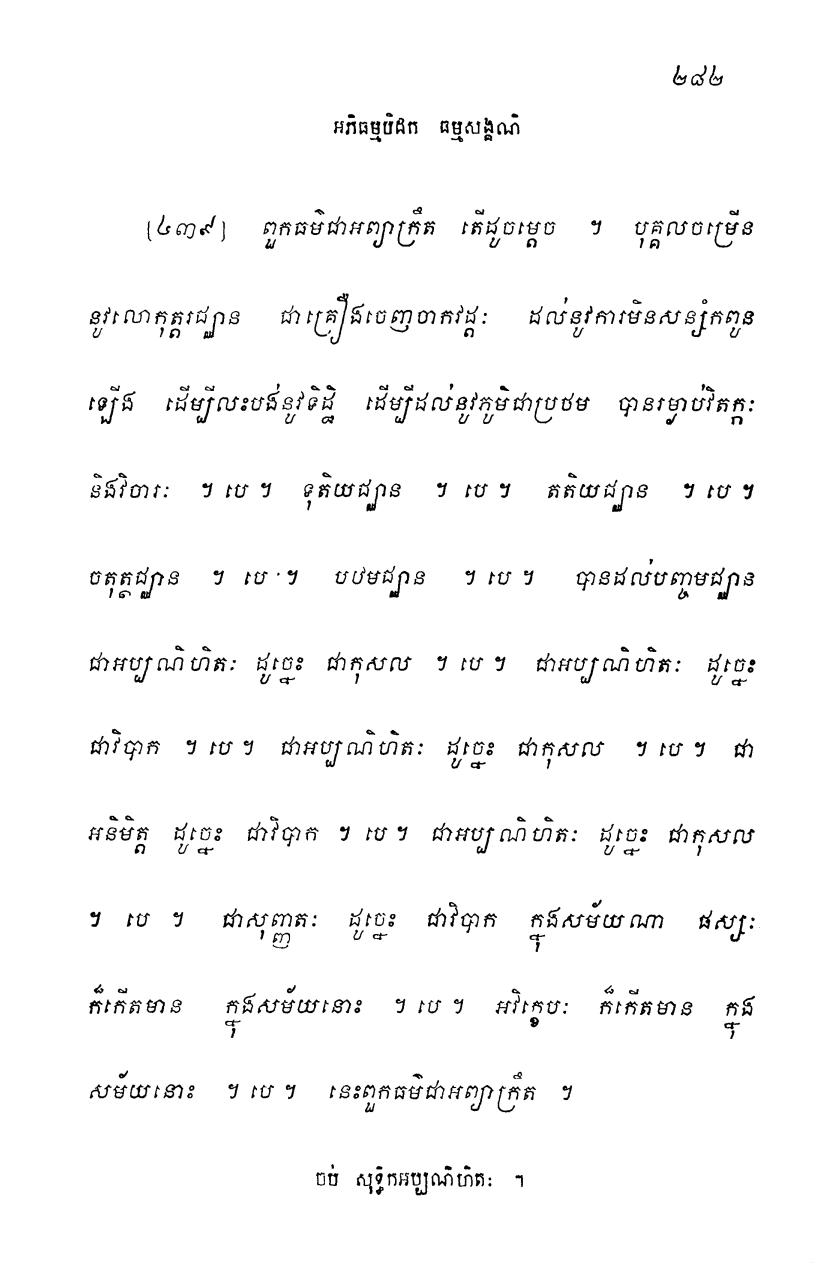 ២៨២
អភិធម្មបិដក ធម្មសង្គណិ
[៤៣៩] ពួកធម៌ជាអព្យាក្រឹត តើដូចម្តេច ។ បុគ្គលចម្រើន
នូវលោកុត្តរជ្ឈាន ជាគ្រឿងចេញចាកវដ្តៈ ដល់នូវការមិនសន្សំកពូន
ឡើង ដើម្បីលះបង់នូវទិដ្ឋិ ដើម្បីដល់នូវភូមិជាប្រថម បានរម្ងាប់វិតក្កៈ
និងវិចារៈ ។ បេ ។ ទុតិយជ្ឈាន ។ បេ ។ តតិយជ្ឈាន ។ បេ ។
ចតុត្ថជ្ឈាន ។ បេ ។ បឋមជ្ឈាន ។ បេ ។ បានដល់បញ្ចមជ្ឈាន
ជាអប្បណិហិតៈ ដូច្នេះ ជាកុសល ។ បេ ។ ជាអប្បណិហិតៈ ដូច្នេះ
ជាវិបាក ។ បេ ។ ជាអប្បណិហិតៈ ដូច្នេះ ជាកុសល ។ បេ ។ ជា
អនិមិត្ត ដូច្នេះ ជាវិបាក ។ បេ ។ ជាអប្បណិហិតៈ ដូច្នេះ ជាកុសល
។ បេ ។ ជាសុញ្ញតៈ ដូច្នេះ ជាវិបាក ក្នុងសម័យណា ផស្សៈ
ក៏កើតមាន ក្នុងសម័យនោះ ។ បេ ។ អវិក្ខេបៈ ក៏កើតមាន ក្នុង
សម័យនោះ ។ បេ ។ នេះពួកធម៌ជាអព្យាក្រឹត ។
ចប់ សុទ្ធិកអប្បណិហិតៈ ។